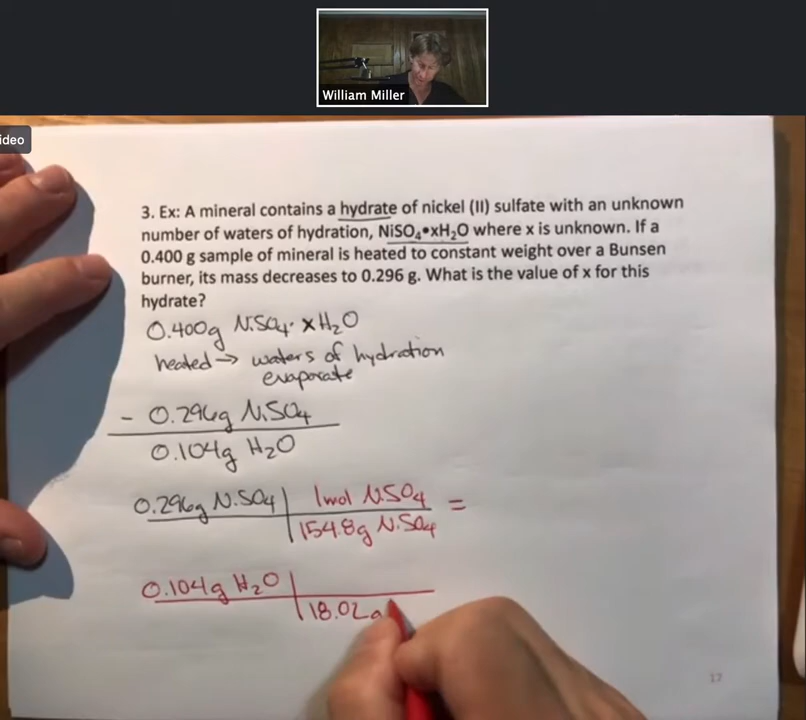 William Miller
ideo
3. Ex: A mineral contains a hydrate of nickel (II) sulfate with an unknown
number of waters of hydration, NiSO₄•xH₂O where x is unknown. If a
0.400 g sample of mineral is heated to constant weight over a Bunsen
burner, its mass decreases to 0.296 g. What is the value of x for this
hydrate?
0.400g NiSO₄· xH₂O
heated → waters of hydration
evaporate
- 0.296g NiSO₄
0.104g H₂O
0.296g NiSO₄ | 1mol NiSO₄ =
154.8g NiSO₄
0.104g H₂O
18.02g
17